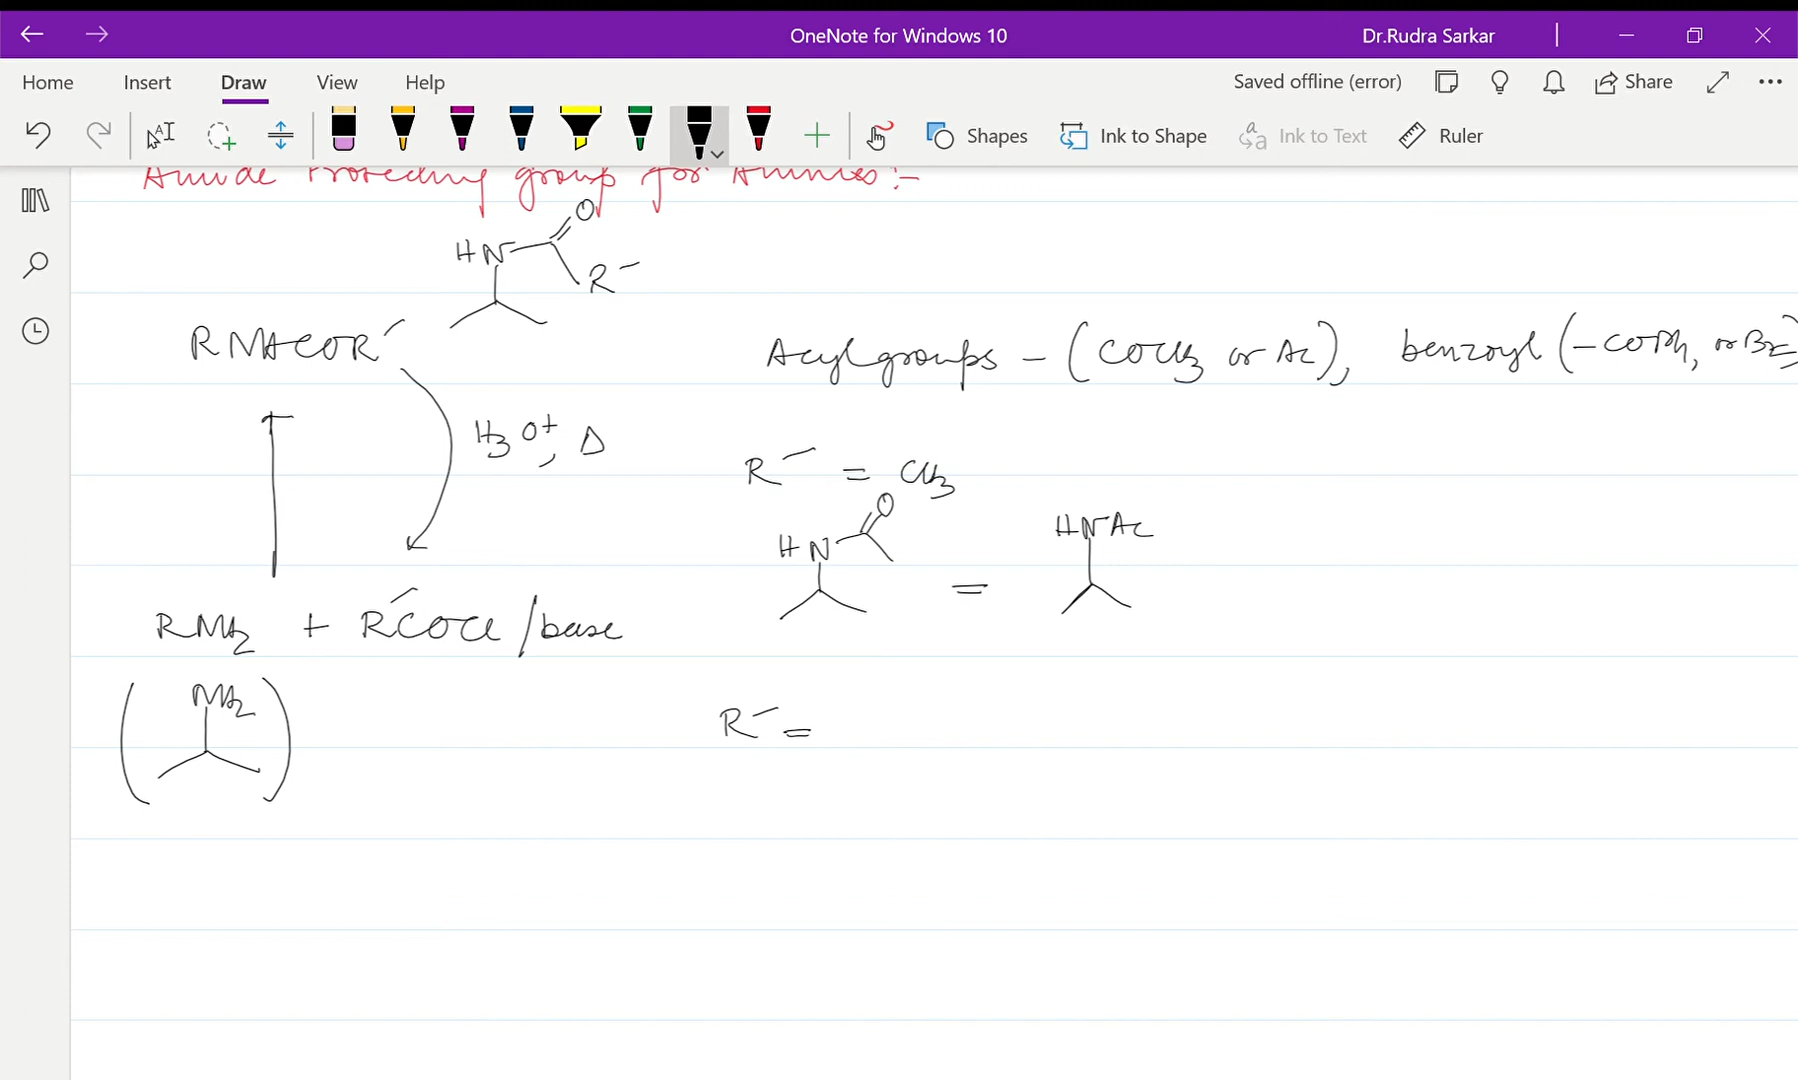 OneNote for Windows 10 Dr.Rudra Sarkar
Home Insert Draw View Help Saved offline (error) Share
Shapes Ink to Shape Ink to Text Ruler
Amide Protecting group for Amines:-
O
HN
R′
RNHCOR′ Acyl groups - (COCH3 or Ac), benzoyl (-COPh, or Bz)
H3O+, Δ
R′ = CH3
O
HN = HNAc
RNH2 + R′COCl /base
(NH2)
R′ =